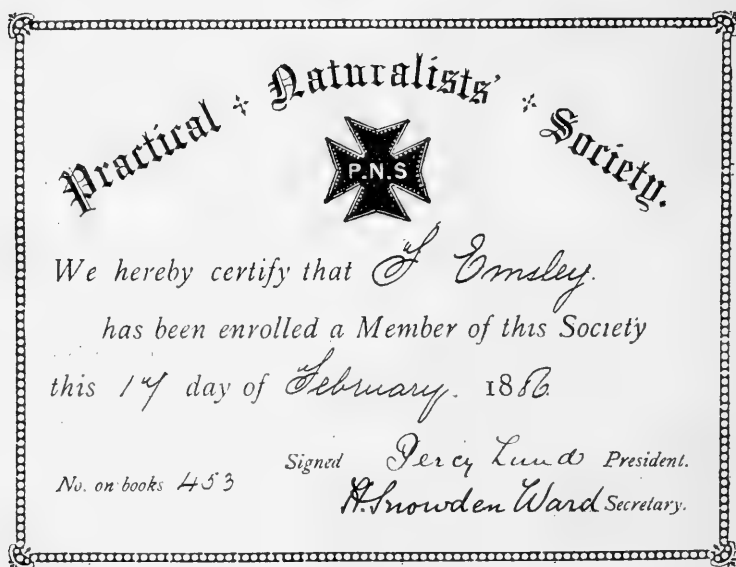 Practical Naturalists' Society.
P.N.S
We hereby certify that F Emsley.
has been enrolled a Member of this Society
this 17 day of February. 1886
Signed Percy Lund President.
No. on books 453
H. Snowden Ward Secretary.